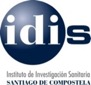 idis
Instituto de Investigación Sanitaria
SANTIAGO DE COMPOSTELA